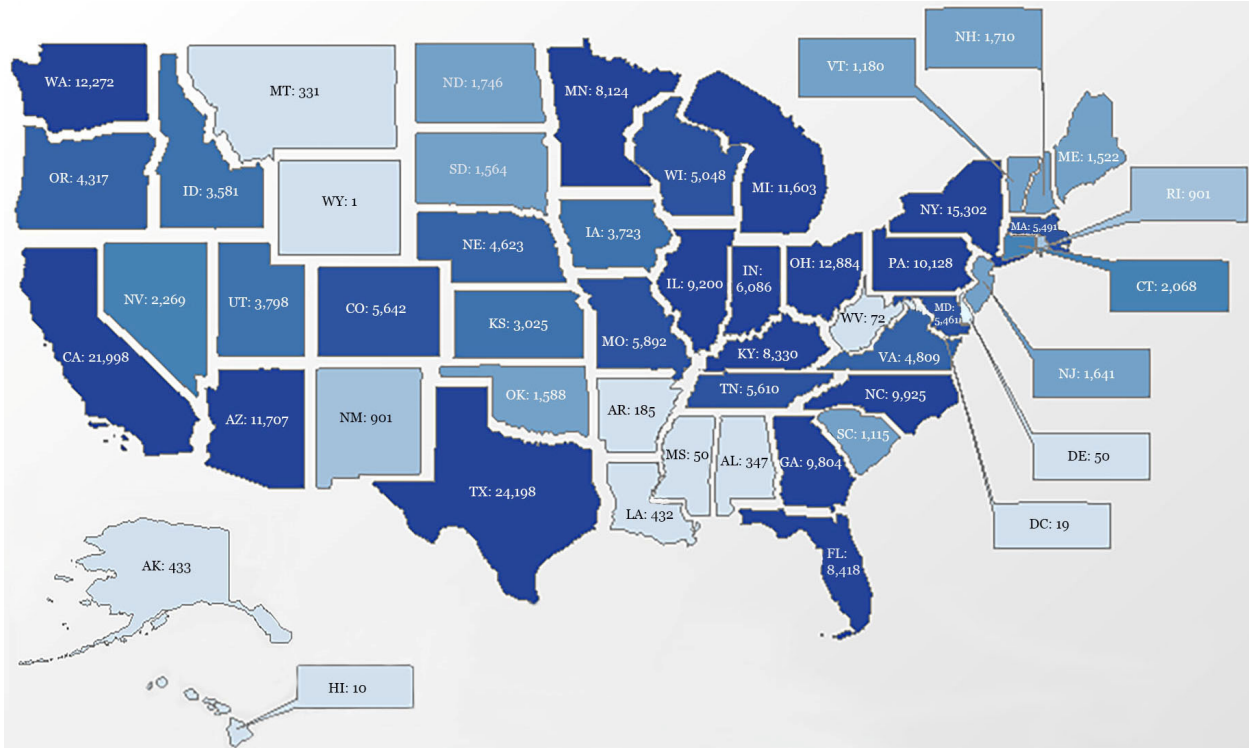 NH: 1,710
VT: 1,180
WA: 12,272
MT: 331
ND: 1,746
MN: 8,124
ME: 1,522
OR: 4,317
ID: 3,581
SD: 1,564
WI: 5,048
MI: 11,603
RI: 901
WY: 1
NY: 15,302
MA: 5,491
NE: 4,623
IA: 3,723
PA: 10,128
CT: 2,068
NV: 2,269
UT: 3,798
CO: 5,642
IL: 9,200
IN:
6,086
OH: 12,884
KS: 3,025
MO: 5,892
WV: 72
MD:
5,461
CA: 21,998
KY: 8,330
VA: 4,809
NJ: 1,641
OK: 1,588
TN: 5,610
NC: 9,925
AZ: 11,707
NM: 901
AR: 185
SC: 1,115
MS: 50
AL: 347
GA: 9,804
DE: 50
TX: 24,198
LA: 432
DC: 19
FL:
8,418
AK: 433
HI: 10